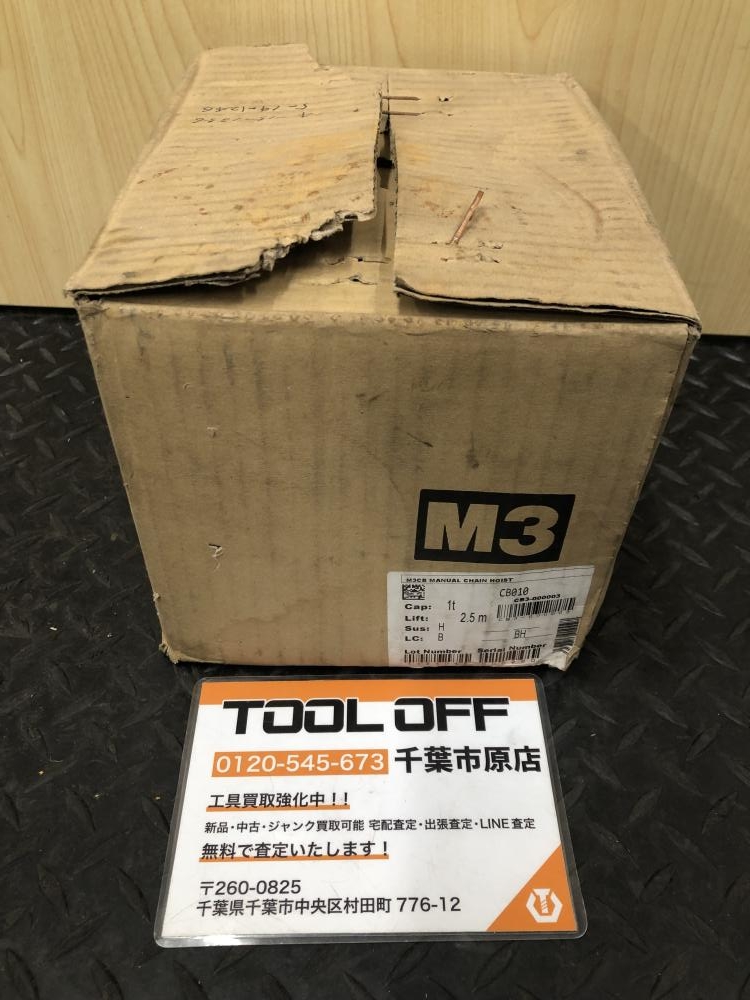 M3
M3CB MANUAL CHAIN HOIST
CB010
CB3-000003
Cap: 1t
Lift: 2.5 m
Sus: H
LC: B
BH
Lot Number Serial Number
TOOL OFF
0120-545-673 千葉市原店
工具買取強化中！！
新品・中古・ジャンク買取可能 宅配査定・出張査定・LINE査定
無料で査定いたします！
〒260-0825
千葉県千葉市中央区村田町 776-12